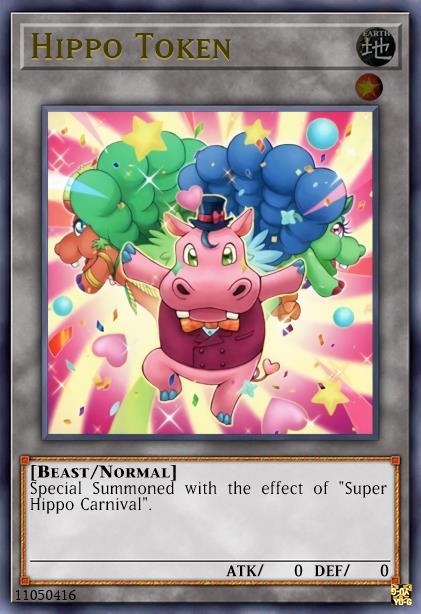 Hippo Token
EARTH
地
[Beast/Normal]
Special Summoned with the effect of "Super
Hippo Carnival".
ATK/ 0 DEF/ 0
11050416